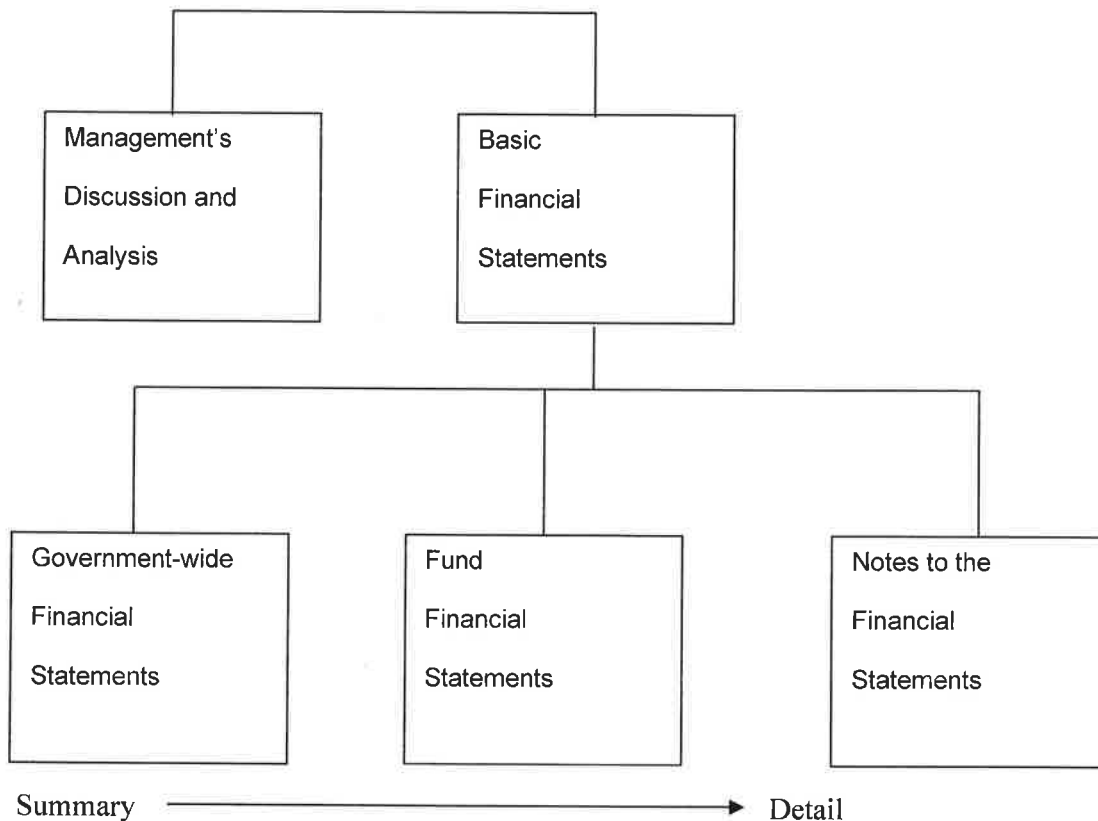 Management's
Discussion and
Analysis
Basic
Financial
Statements
Government-wide
Financial
Statements
Fund
Financial
Statements
Notes to the
Financial
Statements
Summary
Detail